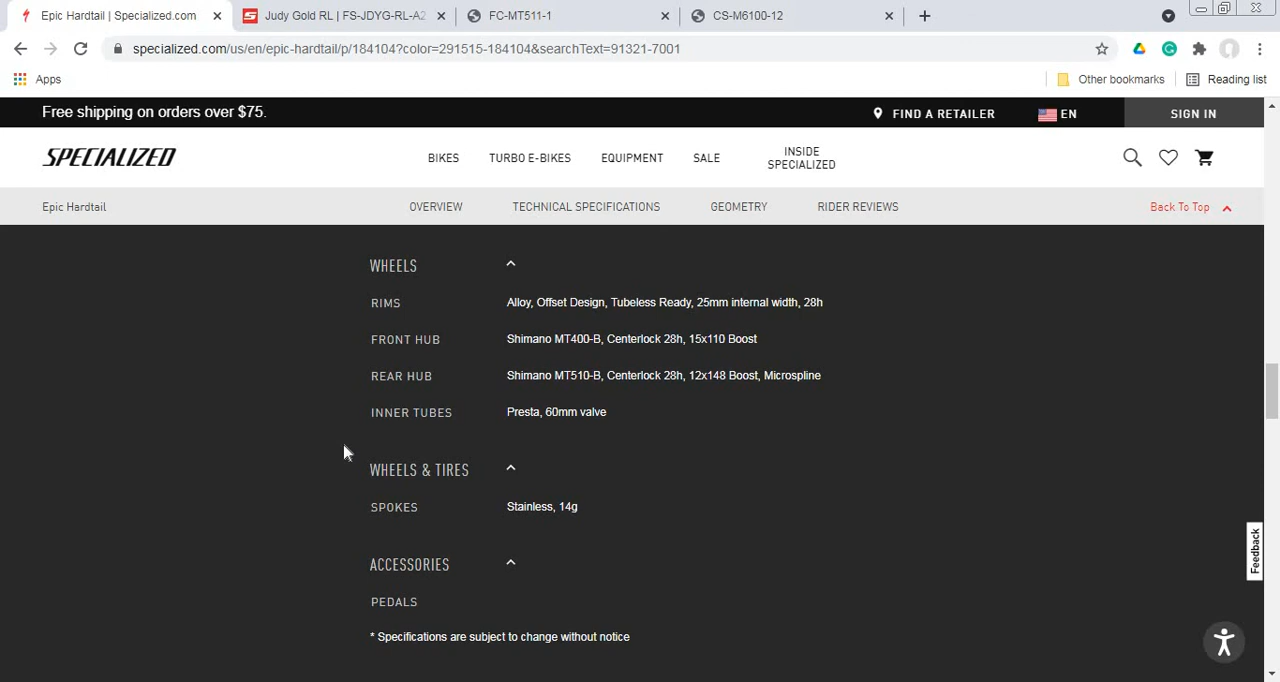 Epic Hardtail | Specialized.com
Judy Gold RL | FS-JDYG-RL-A2
FC-MT511-1
CS-M6100-12
specialized.com/us/en/epic-hardtail/p/184104?color=291515-184104&searchText=91321-7001
Apps
Other bookmarks
Reading list
Free shipping on orders over $75.
FIND A RETAILER
EN
SIGN IN
SPECIALIZED
BIKES
TURBO E-BIKES
EQUIPMENT
SALE
INSIDE
SPECIALIZED
Epic Hardtail
OVERVIEW
TECHNICAL SPECIFICATIONS
GEOMETRY
RIDER REVIEWS
Back To Top
WHEELS
RIMS Alloy, Offset Design, Tubeless Ready, 25mm internal width, 28h
FRONT HUB Shimano MT400-B, Centerlock 28h, 15x110 Boost
REAR HUB Shimano MT510-B, Centerlock 28h, 12x148 Boost, Microspline
INNER TUBES Presta, 60mm valve
WHEELS & TIRES
SPOKES Stainless, 14g
ACCESSORIES
PEDALS
* Specifications are subject to change without notice
Feedback